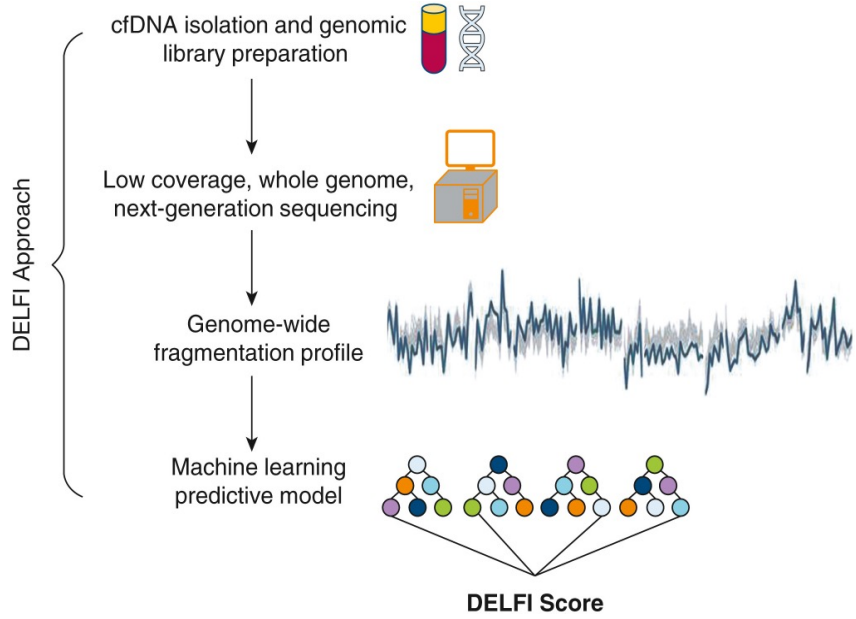 cfDNA isolation and genomic
library preparation
Low coverage, whole genome,
next-generation sequencing
DELFI Approach
Genome-wide
fragmentation profile
Machine learning
predictive model
DELFI Score